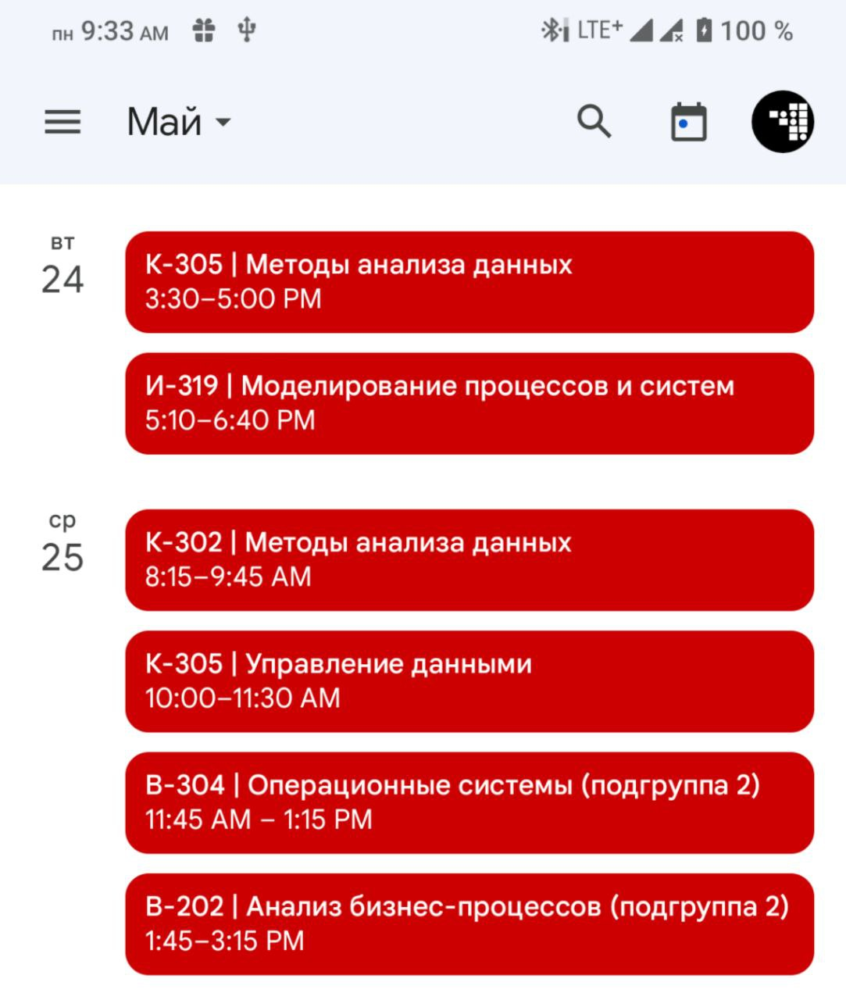 пн 9:33 AM LTE+ 100 %
Май
вт
24
К-305 | Методы анализа данных
3:30–5:00 PM
И-319 | Моделирование процессов и систем
5:10–6:40 PM
ср
25
К-302 | Методы анализа данных
8:15–9:45 AM
К-305 | Управление данными
10:00–11:30 AM
В-304 | Операционные системы (подгруппа 2)
11:45 AM – 1:15 PM
В-202 | Анализ бизнес-процессов (подгруппа 2)
1:45–3:15 PM